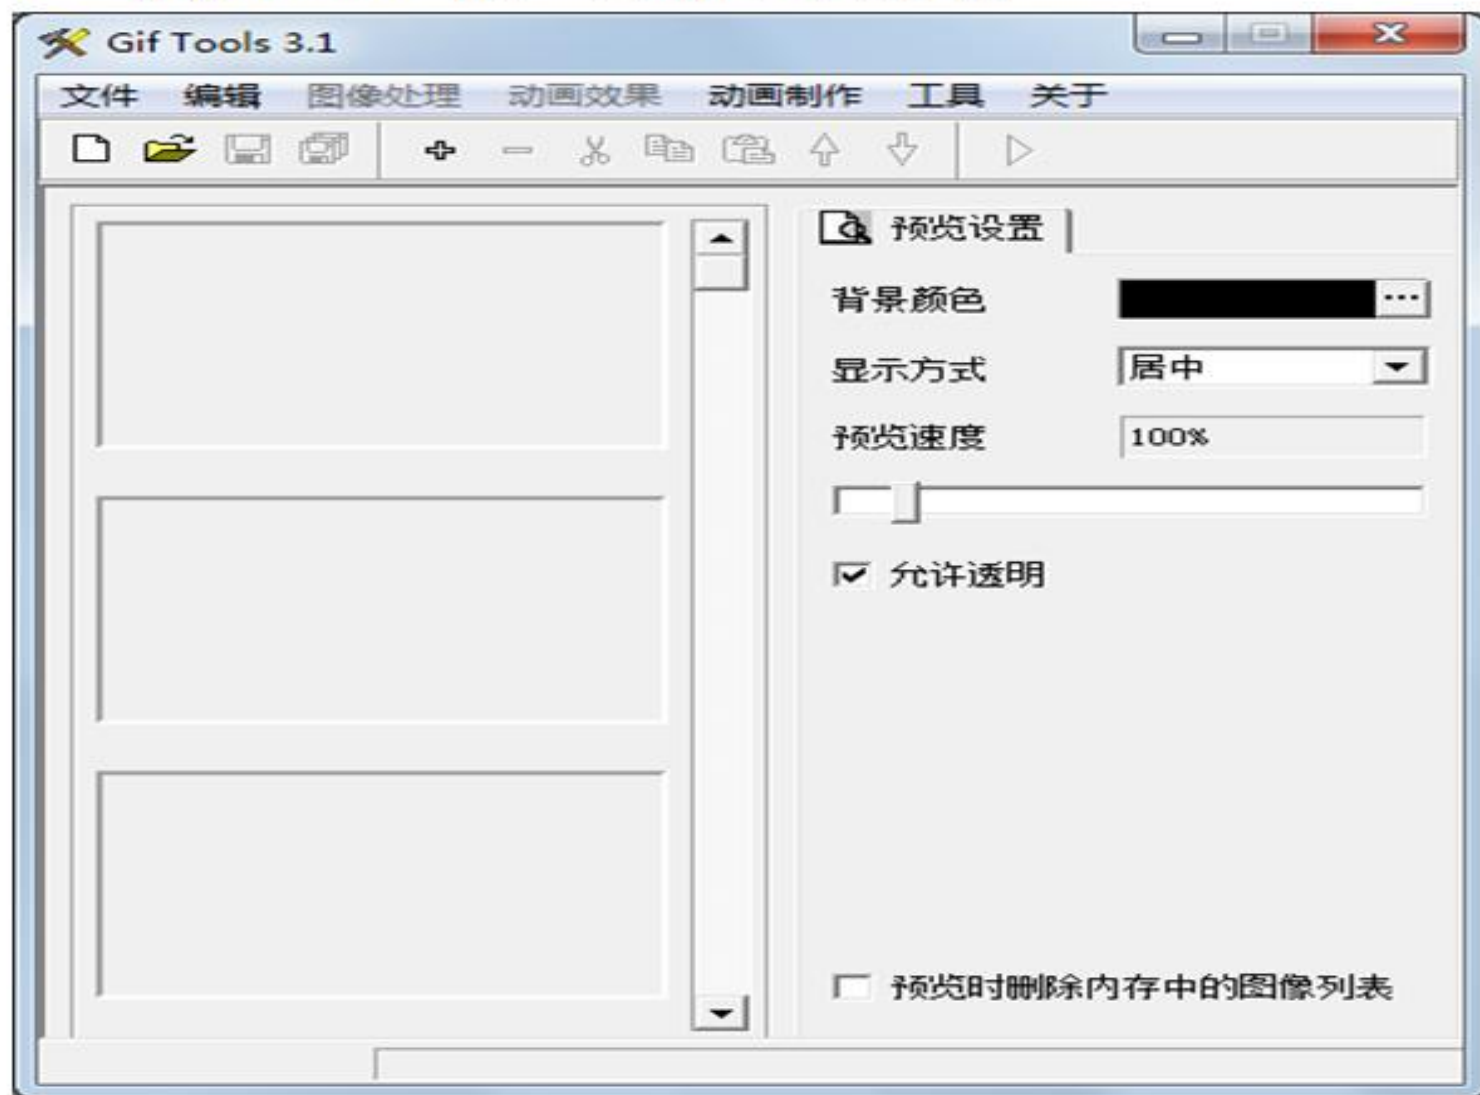 Gif Tools 3.1
文件 编辑 图像处理 动画效果 动画制作 工具 关于
预览设置
背景颜色 ...
显示方式 居中
预览速度 100%
允许透明
预览时删除内存中的图像列表